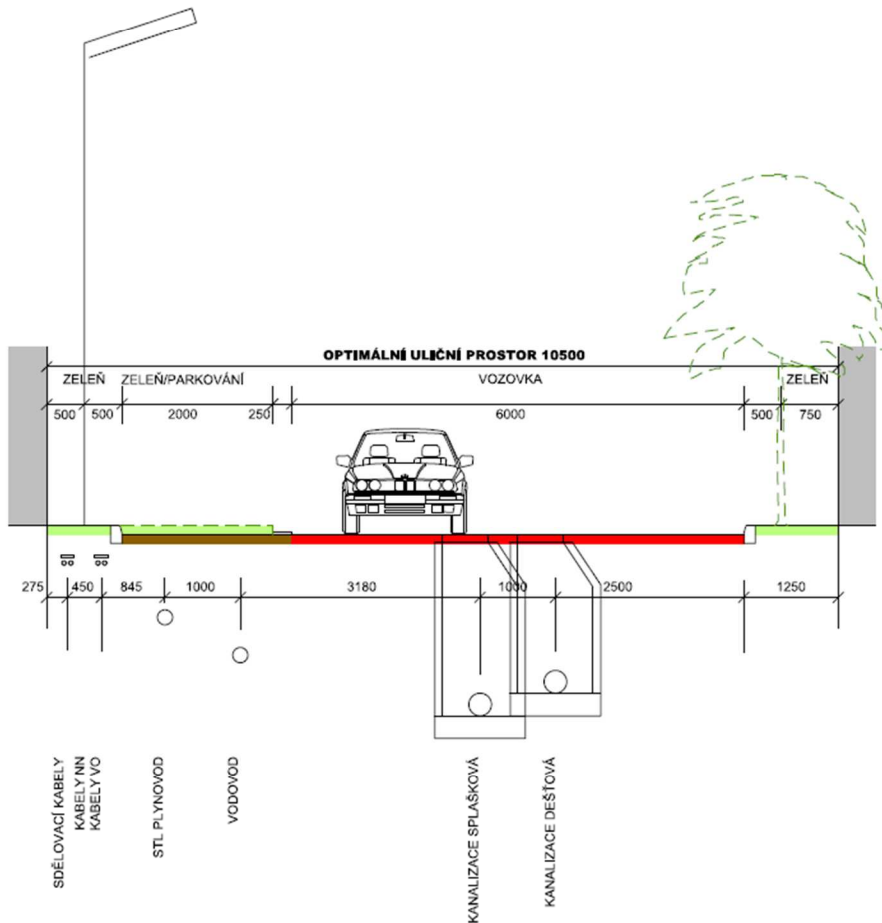 OPTIMÁLNÍ ULIČNÍ PROSTOR 10500
ZELEŇ ZELEŇ/PARKOVÁNÍ VOZOVKA ZELEŇ
500 500 2000 250 6000 500 750
275 450 845 1000 3180 1000 2500 1250
SDĚLOVACÍ KABELY
KABELY NN
KABELY VO
STL PLYNOVOD
VODOVOD
KANALIZACE SPLAŠKOVÁ
KANALIZACE DEŠŤOVÁ